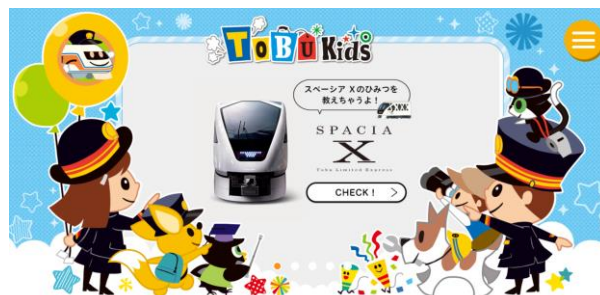 TOBU Kids
スペーシア Xのひみつを
教えちゃうよ！
SPACIA
X
Tobu Limited Express
CHECK !